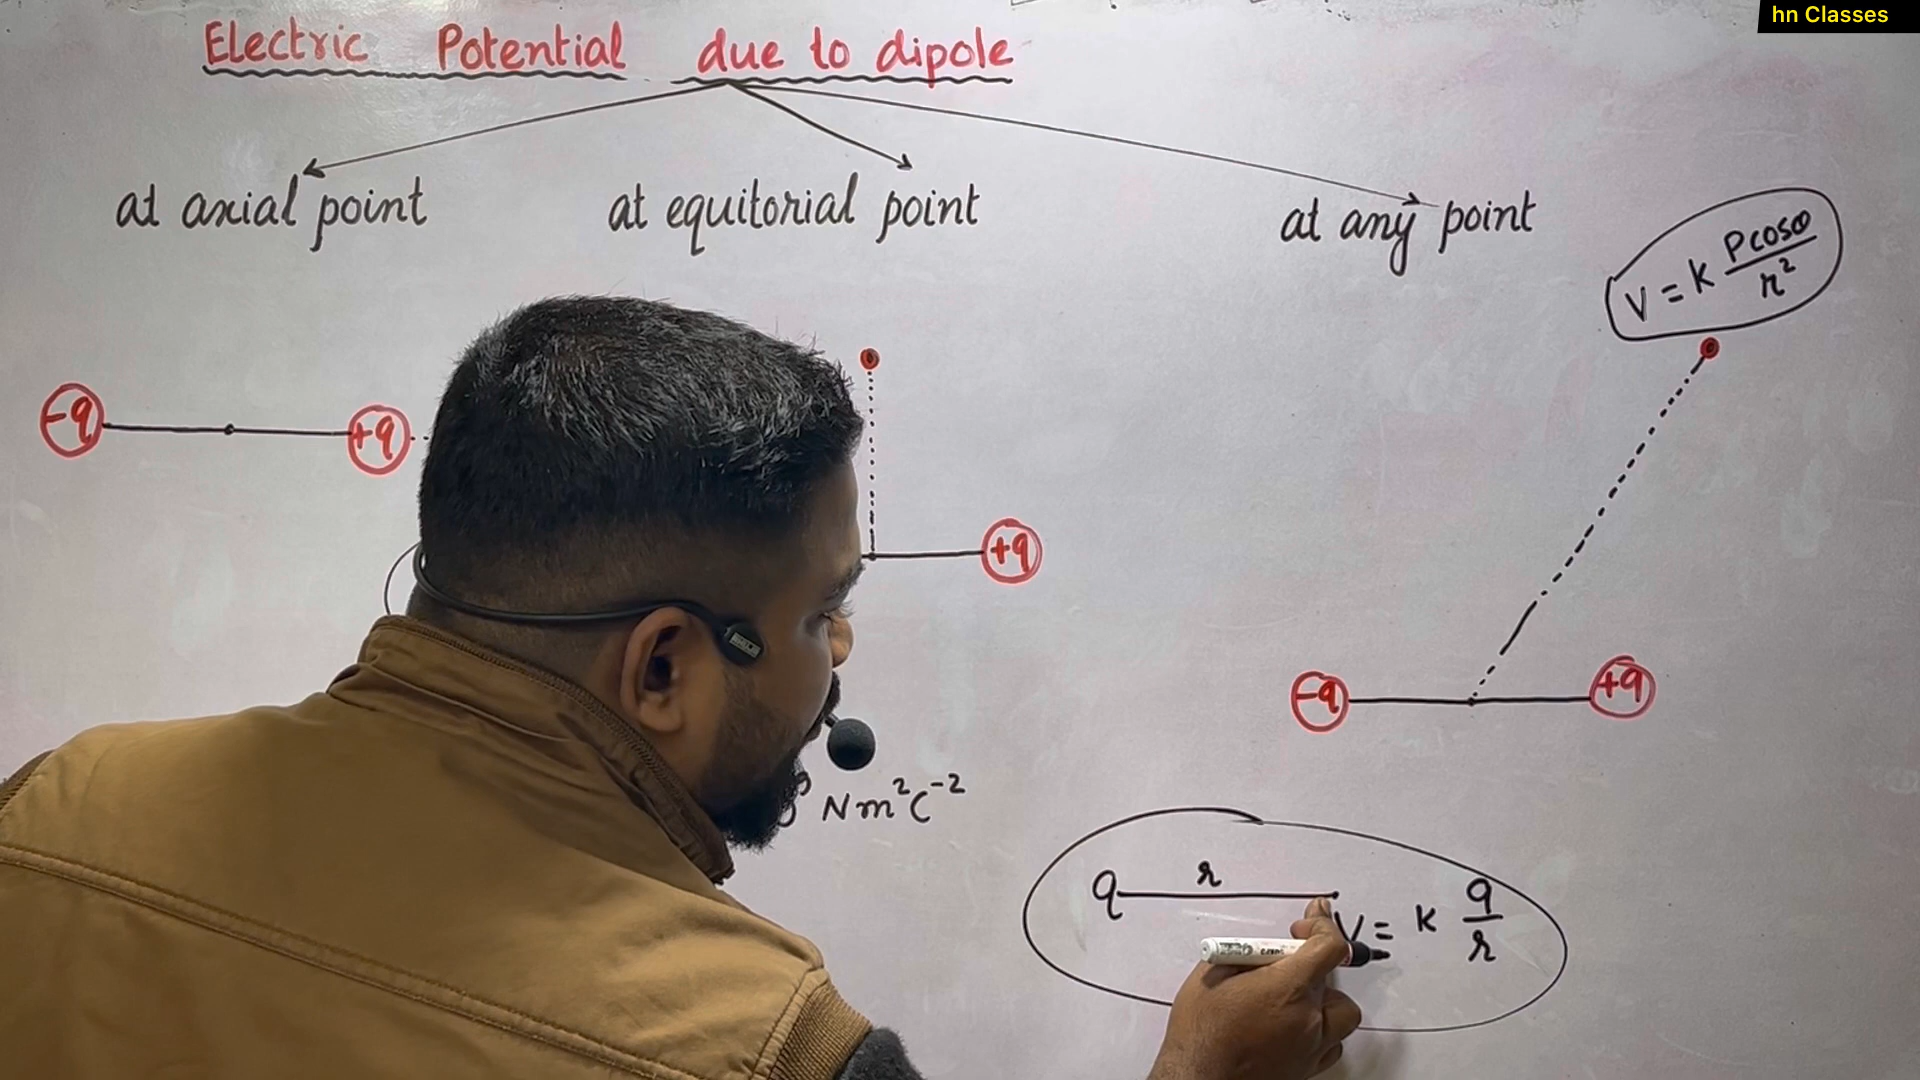 hn Classes
Electric Potential due to dipole
at axial point
at equitorial point
at any point
V = K Pcosθ/r²
-q
+q
+q
-q
+q
Nm²C⁻²
q r
V = K q/r